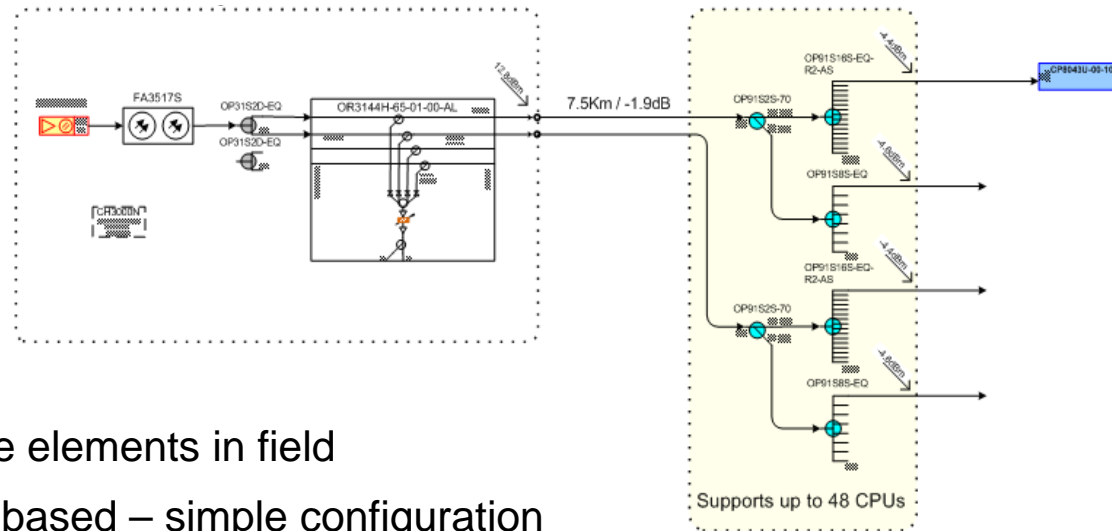 FA3517S
OP31S2D-EQ
OP31S2D-EQ
CH3000N
OR3144H-65-01-00-AL
12.8dBm
7.5Km / -1.9dB
OP91S2S-70
OP91S16S-EQ-
R2-AS
-4.4dBm
CP8043U-00-10
OP91S8S-EQ
-4.6dBm
OP91S2S-70
OP91S16S-EQ-
R2-AS
-4.4dBm
OP91S8S-EQ
-4.6dBm
Supports up to 48 CPUs
e elements in field
based – simple configuration